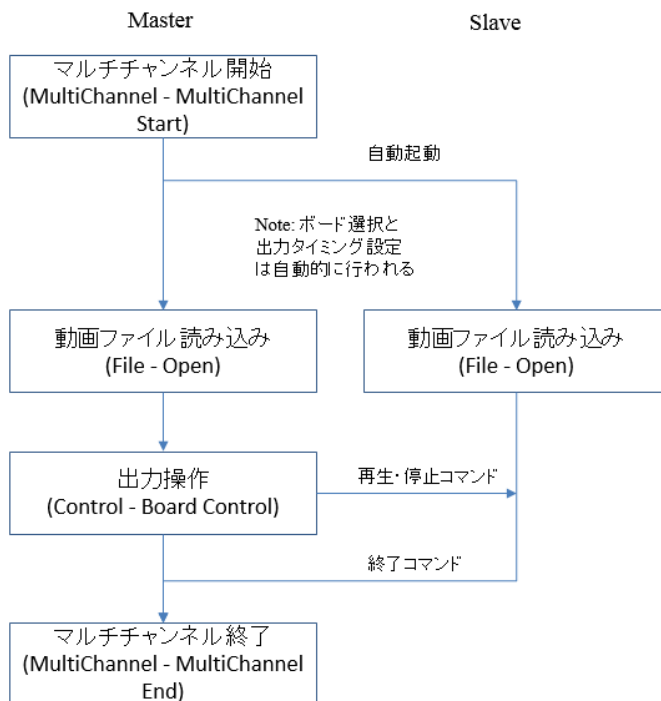 Master
Slave
マルチチャンネル開始
(MultiChannel - MultiChannel
Start)
自動起動
Note: ボード選択と
出力タイミング設定
は自動的に行われる
動画ファイル読み込み
(File - Open)
動画ファイル読み込み
(File - Open)
出力操作
(Control - Board Control)
再生・停止コマンド
終了コマンド
マルチチャンネル終了
(MultiChannel - MultiChannel
End)